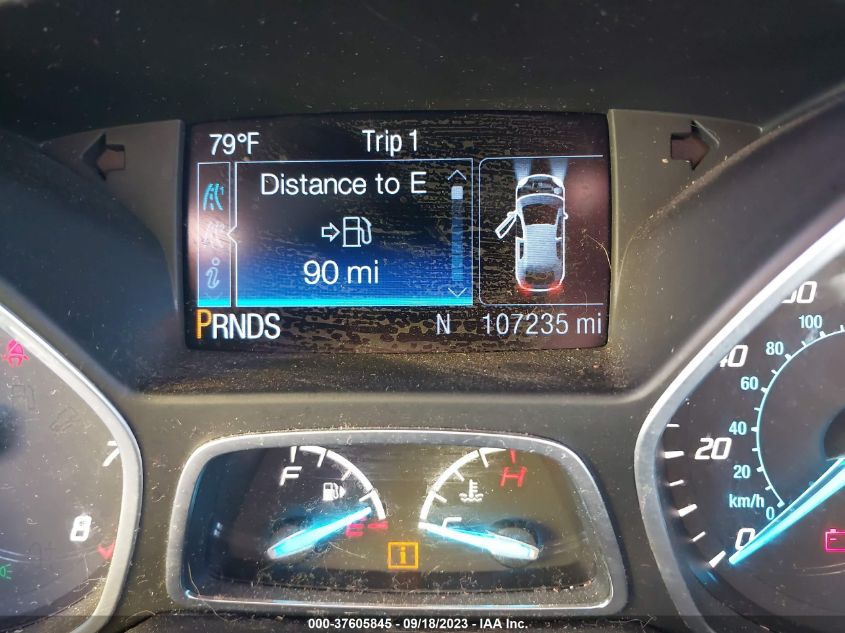 79°F Trip 1
Distance to E
90 mi
PRNDS N 107235 mi
7
8
F
E
H
C
i
40
20
0
100
80
60
40
20
0
km/h
000-37605845 - 09/18/2023 - IAA Inc.